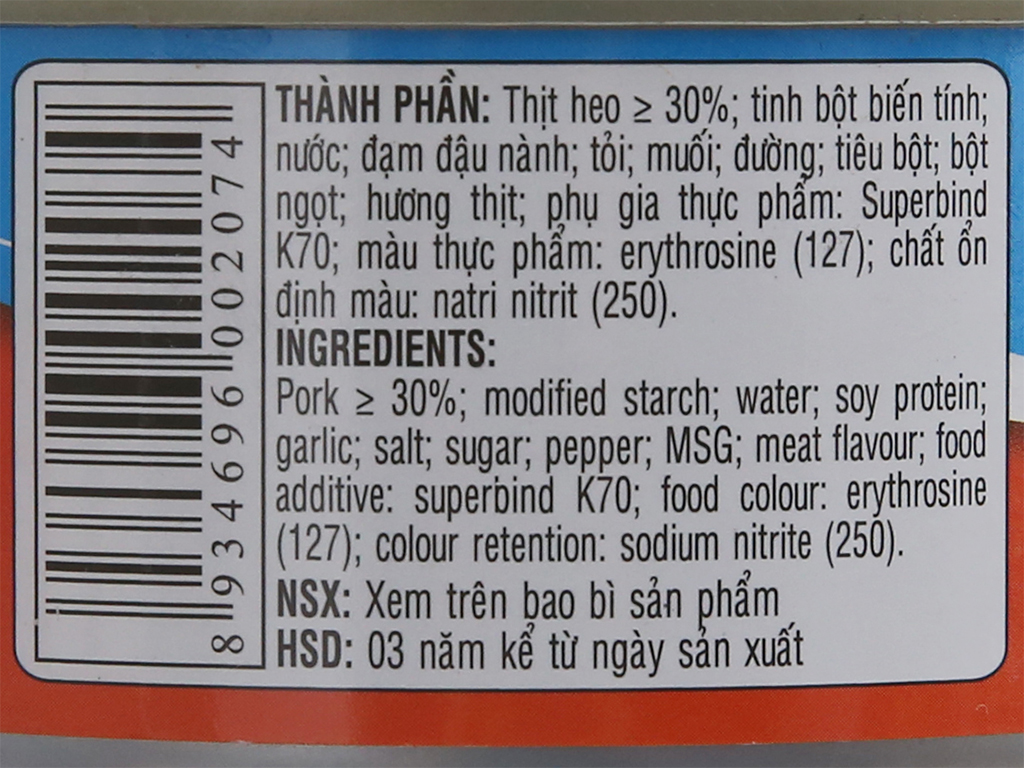 THÀNH PHẦN: Thịt heo ≥ 30%; tinh bột biến tính;
nước; đạm đậu nành; tỏi; muối; đường; tiêu bột; bột
ngọt; hương thịt; phụ gia thực phẩm: Superbind
K70; màu thực phẩm: erythrosine (127); chất ổn
định màu: natri nitrit (250).
INGREDIENTS:
Pork ≥ 30%; modified starch; water; soy protein;
garlic; salt; sugar; pepper; MSG; meat flavour; food
additive: superbind K70; food colour: erythrosine
(127); colour retention: sodium nitrite (250).
NSX: Xem trên bao bì sản phẩm
HSD: 03 năm kể từ ngày sản xuất
8 934696 002074